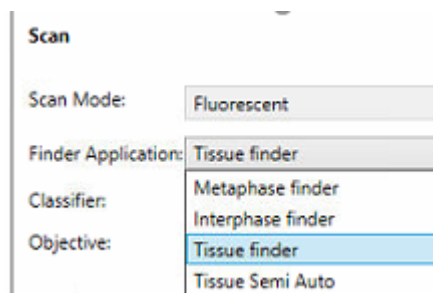 Scan
Scan Mode: Fluorescent
Finder Application: Tissue finder
Metaphase finder
Classifier:
Interphase finder
Objective: Tissue finder
Tissue Semi Auto